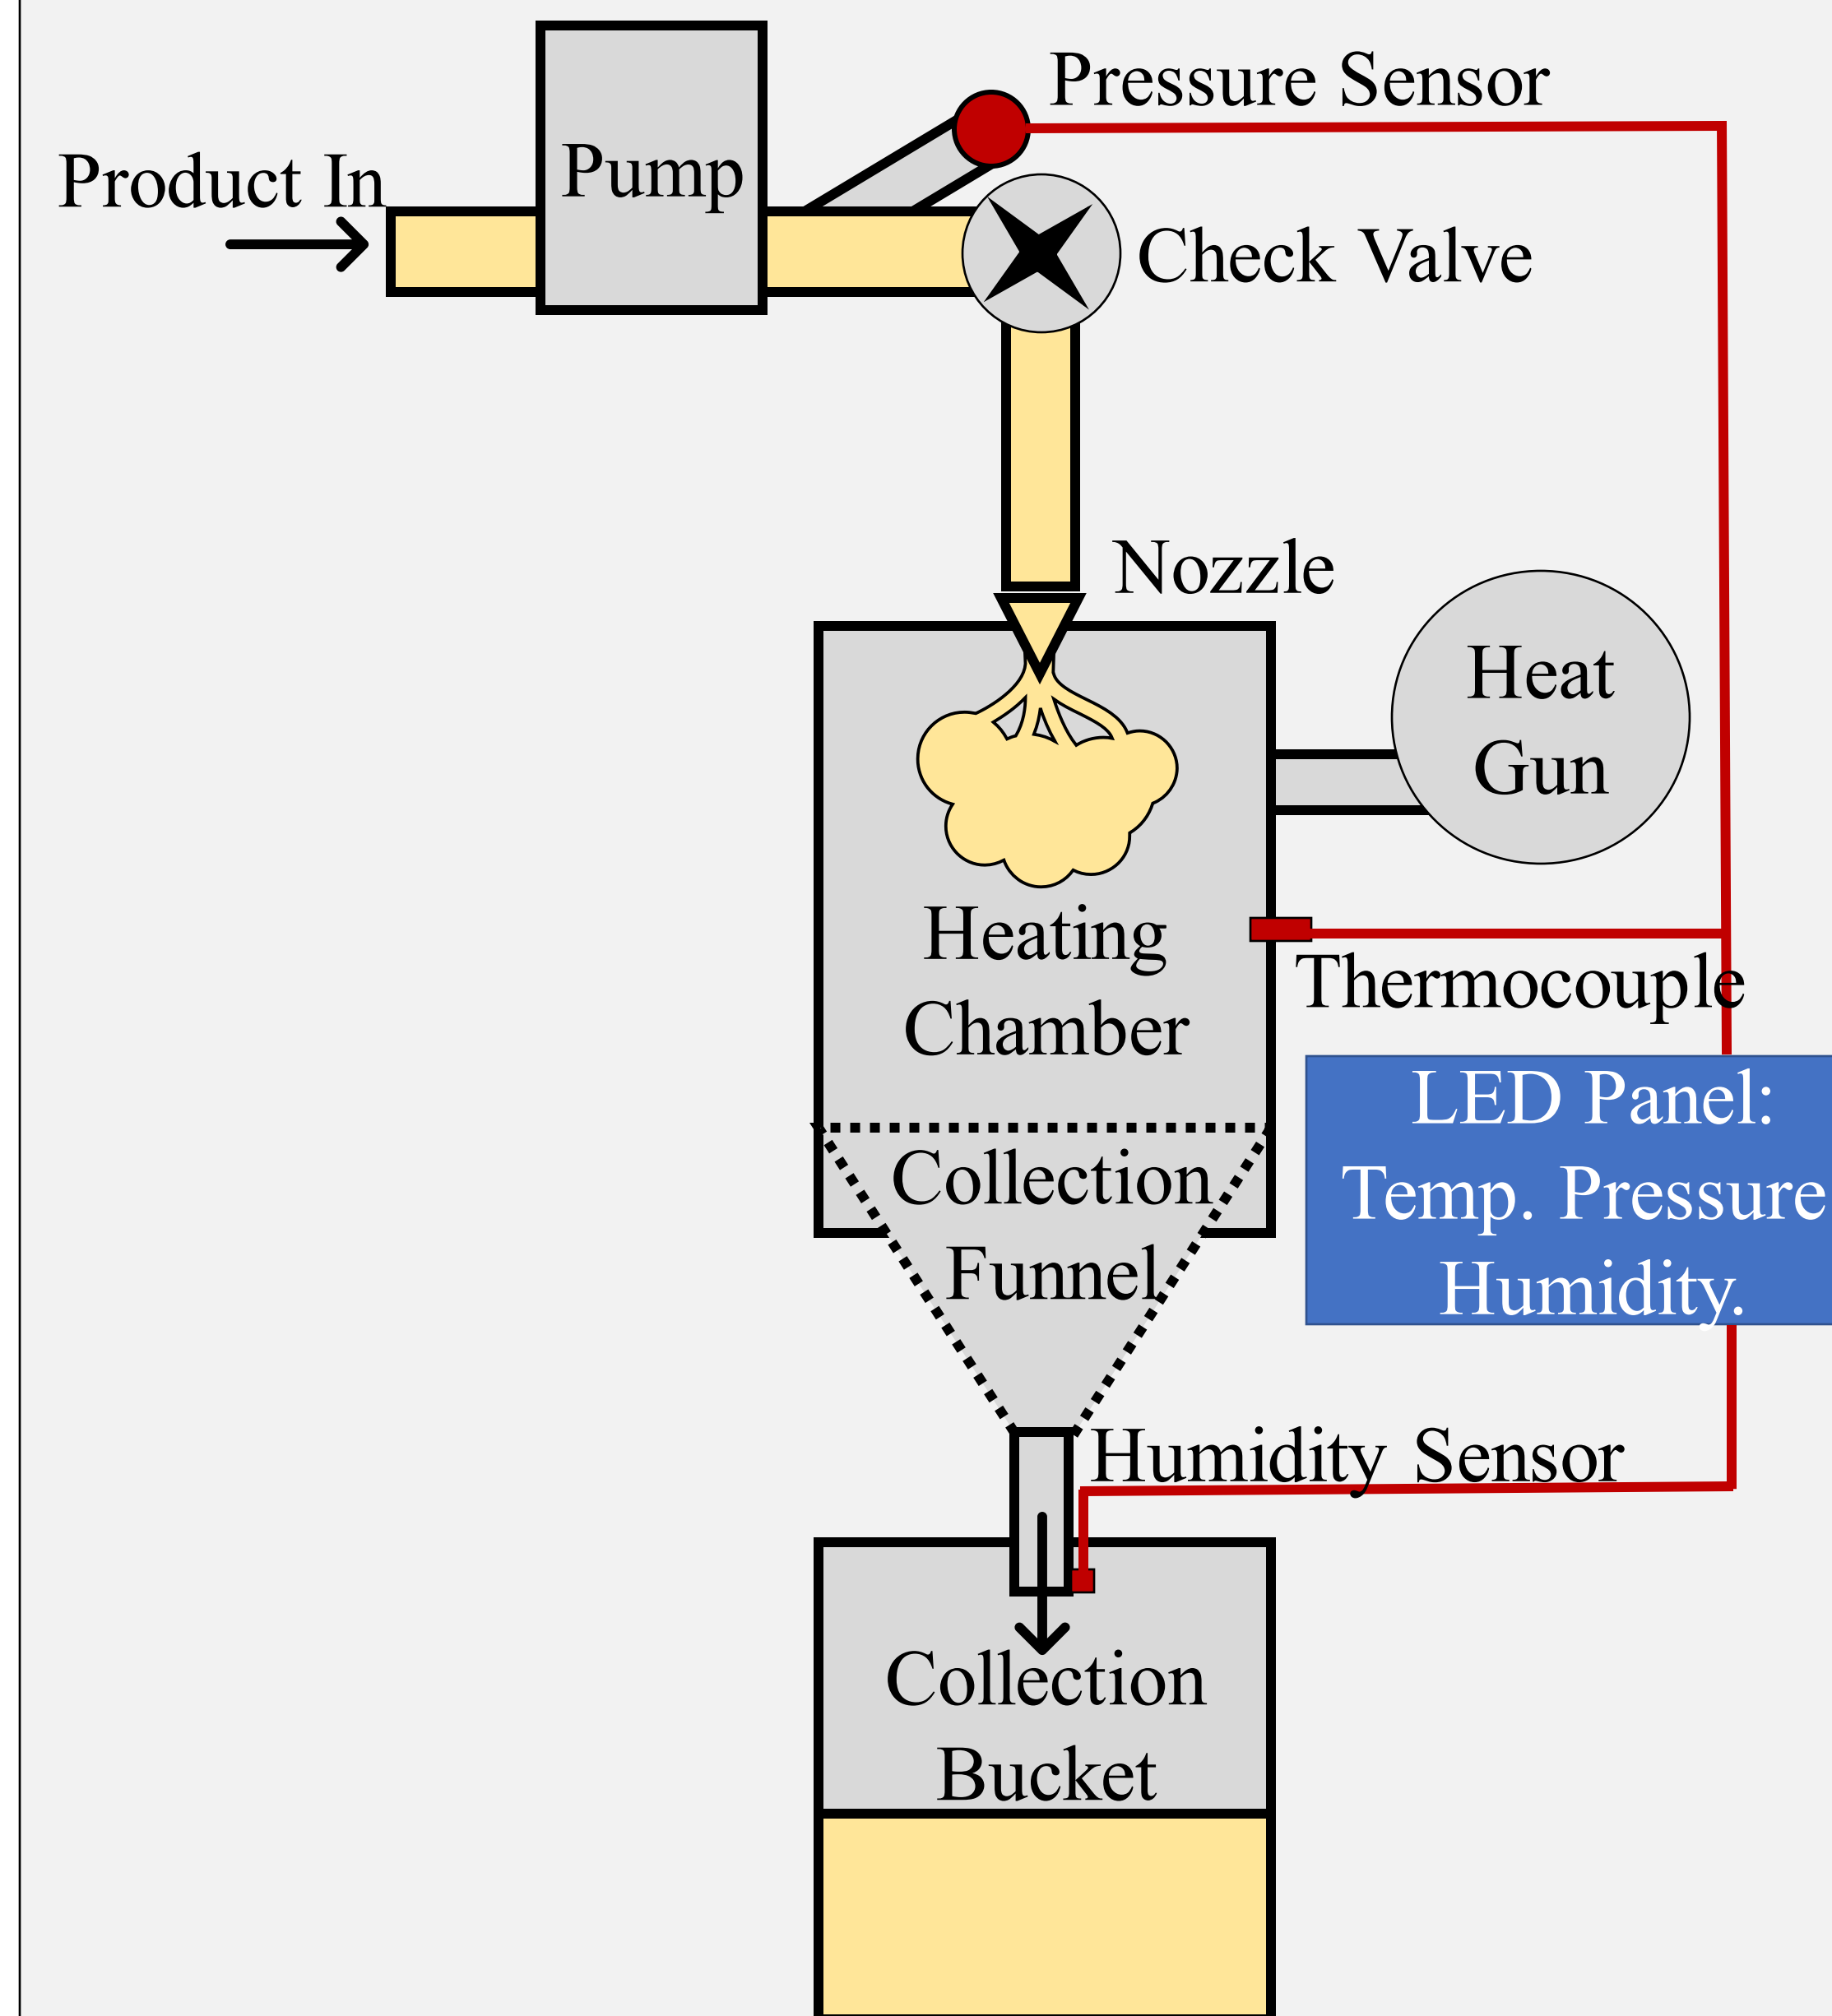 Pressure Sensor
Product In
Pump
Check Valve
Nozzle
Heat
Gun
Heating
Chamber
Thermocouple
LED Panel:
Temp. Pressure
Humidity.
Collection
Funnel
Humidity Sensor
Collection
Bucket